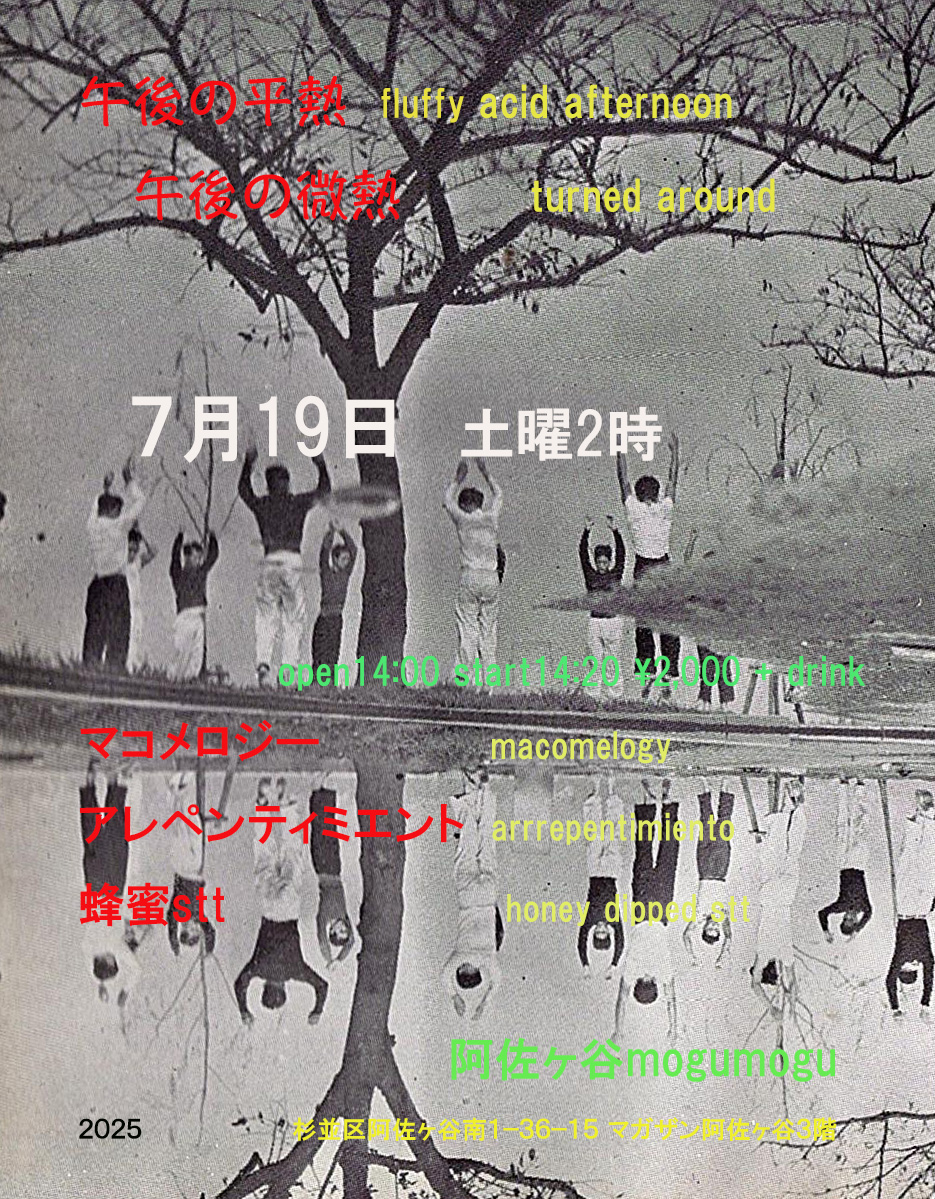 午後の平熱 fluffy acid afternoon
午後の微熱 turned around
7月19日 土曜2時
open14:00 start14:20 ¥2,000 + drink
マコメロジー macomelogy
アレペンティミエント arrrepentimiento
蜂蜜stt honey dipped stt
阿佐ヶ谷mogumogu
2025 杉並区阿佐ヶ谷南1-36-15 マガザン阿佐ヶ谷3階